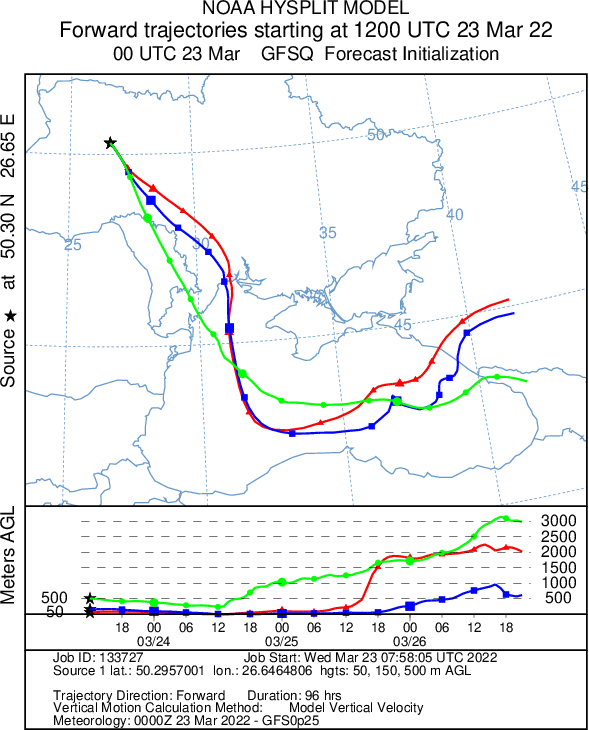 NOAA HYSPLIT MODEL
Forward trajectories starting at 1200 UTC 23 Mar 22
00 UTC 23 Mar GFSQ Forecast Initialization
Source ★ at 50.30 N 26.65 E
50
45
40
25
30
35
45
Meters AGL
500
50
3000
2500
2000
1500
1000
500
18 00 06 12 18 00 06 12 18 00 06 12 18
03/24 03/25 03/26
Job ID: 133727 Job Start: Wed Mar 23 07:58:05 UTC 2022
Source 1 lat.: 50.2957001 lon.: 26.6464806 hgts: 50, 150, 500 m AGL
Trajectory Direction: Forward Duration: 96 hrs
Vertical Motion Calculation Method: Model Vertical Velocity
Meteorology: 0000Z 23 Mar 2022 - GFS0p25